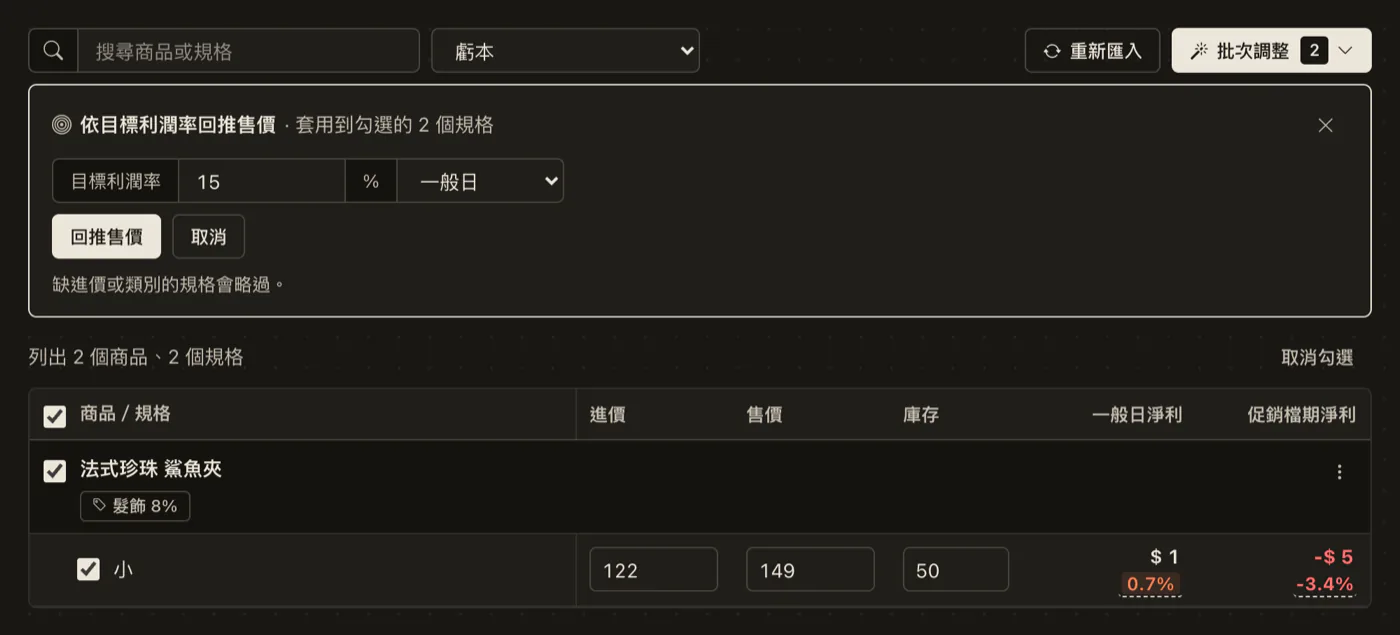 搜尋商品或規格 虧本 重新匯入 批次調整 2
依目標利潤率回推售價 · 套用到勾選的 2 個規格
目標利潤率 15 % 一般日
回推售價 取消
缺進價或類別的規格會略過。
列出 2 個商品、2 個規格 取消勾選
商品 / 規格 進價 售價 庫存 一般日淨利 促銷檔期淨利
法式珍珠 鯊魚夾
髮飾 8%
小 122 149 50 $ 1 -$ 5
0.7% -3.4%